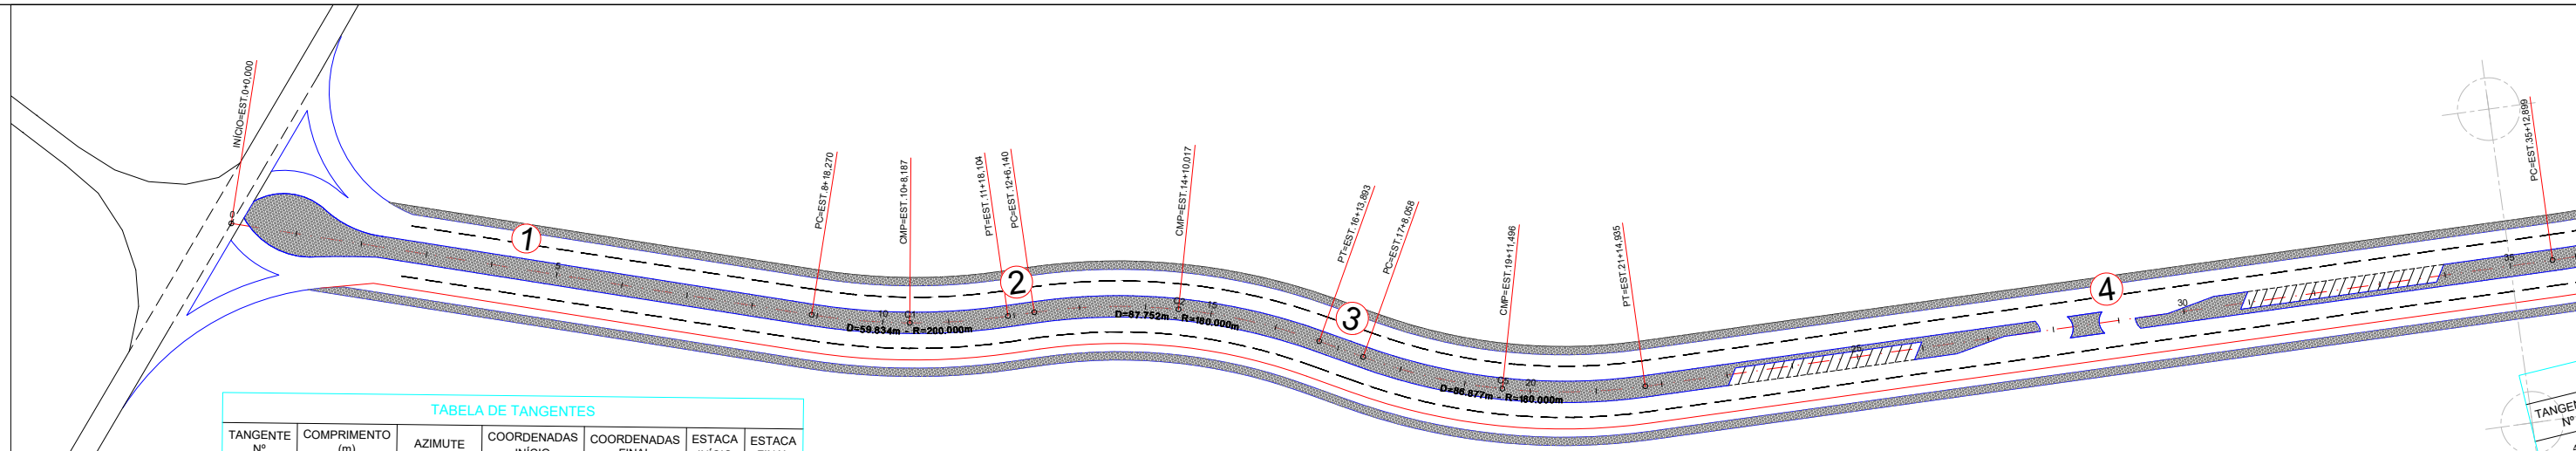 INÍCIO=EST.0+0,000
0
1
5
PC=EST.8+18,270
CMP=EST.10+8,187
10
D=59.834m - R=200.000m
PT=EST.11+18,104
PC=EST.12+6,140
2
CMP=EST.14+10,017
15
D=87.752m - R=180.000m
PT=EST.16+13,893
3
PC=EST.17+8,058
CMP=EST.19+11,496
20
D=86.877m - R=180.000m
PT=EST.21+14,935
25
4
30
35
PC=EST.35+12,899
TABELA DE TANGENTES
TANGENTE COMPRIMENTO AZIMUTE COORDENADAS COORDENADAS ESTACA ESTACA
Nº (m)
Nº